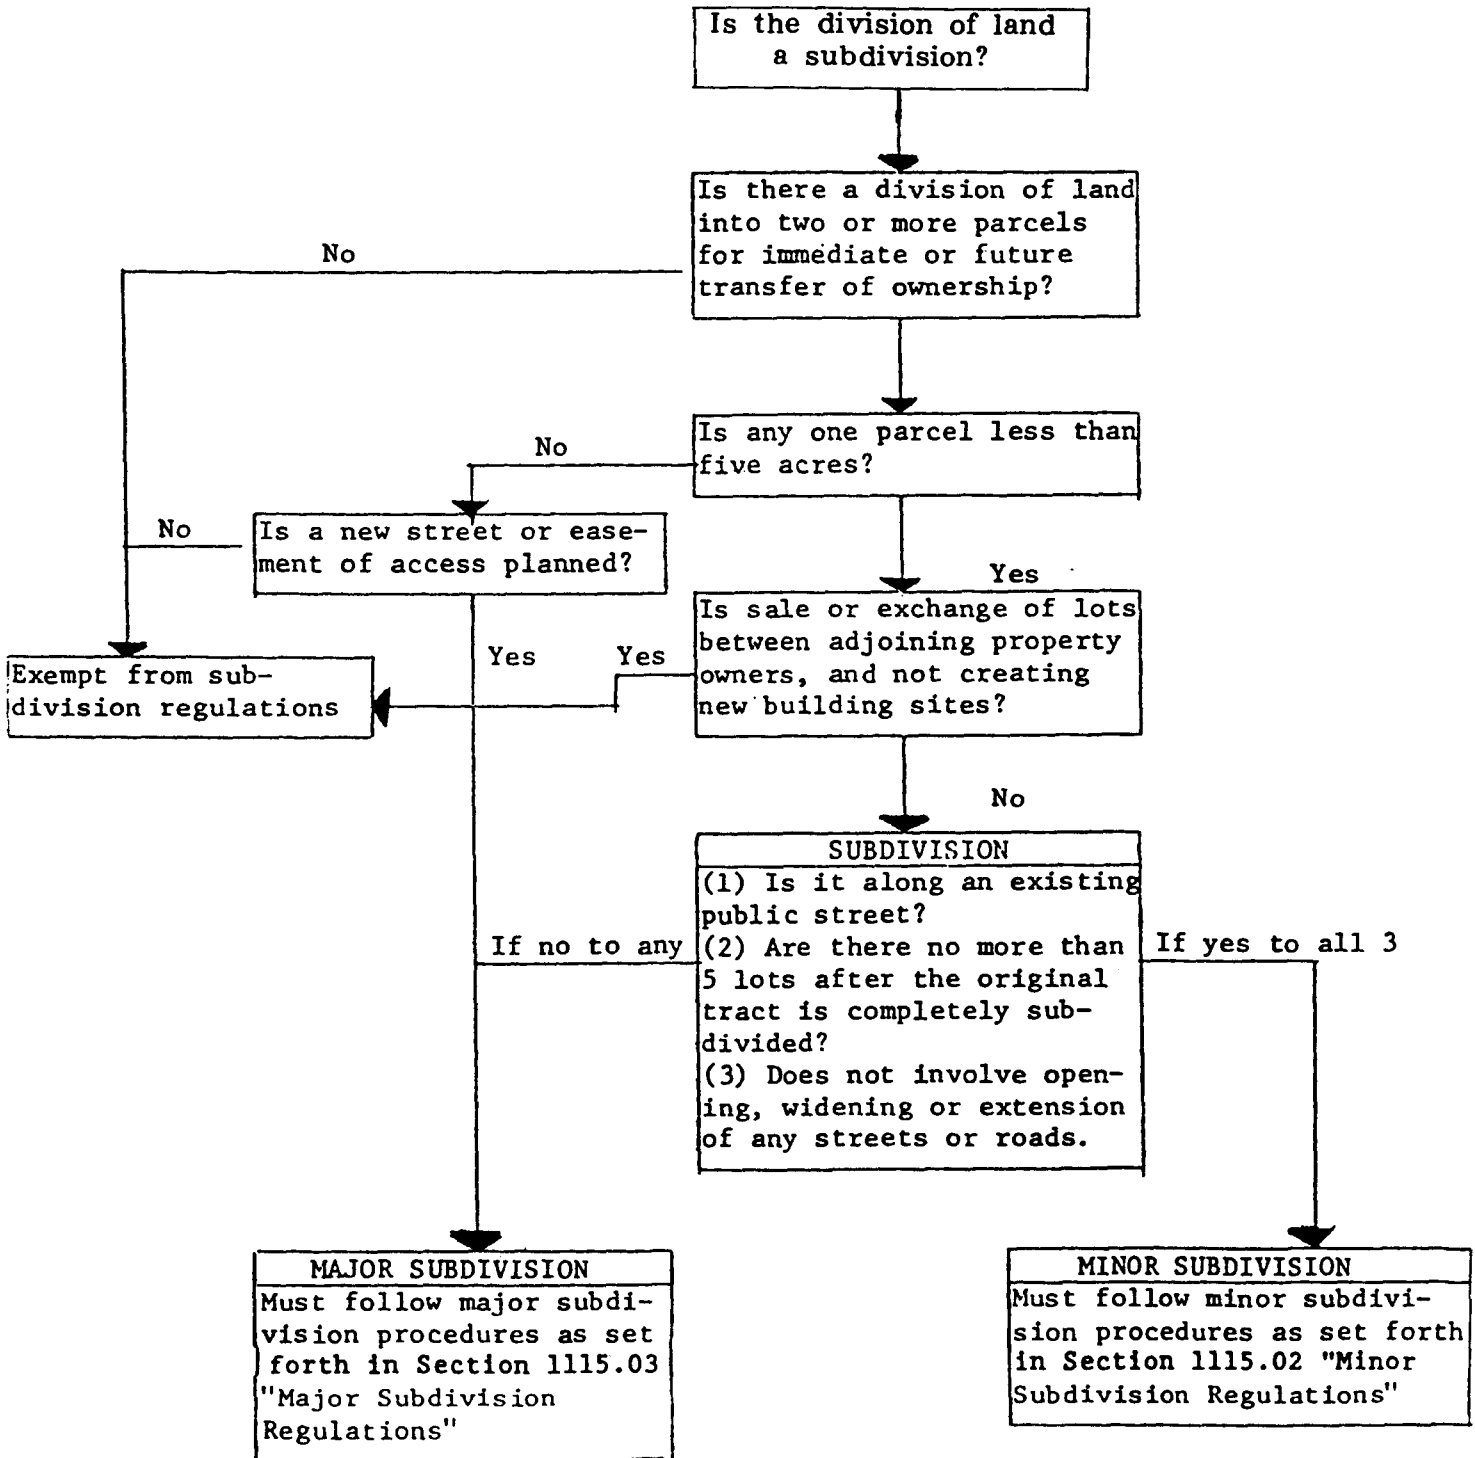 Is the division of land
a subdivision?
Is there a division of land
into two or more parcels
for immediate or future
transfer of ownership?
No
Is any one parcel less than
five acres?
No
Is a new street or ease-
ment of access planned?
No
Yes
Is sale or exchange of lots
between adjoining property
owners, and not creating
new building sites?
Yes
Yes
Exempt from sub-
division regulations
No
SUBDIVISION
(1) Is it along an existing
public street?
(2) Are there no more than
5 lots after the original
tract is completely sub-
divided?
(3) Does not involve open-
ing, widening or extension
of any streets or roads.
If no to any
If yes to all 3
MAJOR SUBDIVISION
Must follow major subdi-
vision procedures as set
forth in Section 1115.03
"Major Subdivision
Regulations"
MINOR SUBDIVISION
Must follow minor subdivi-
sion procedures as set forth
in Section 1115.02 "Minor
Subdivision Regulations"